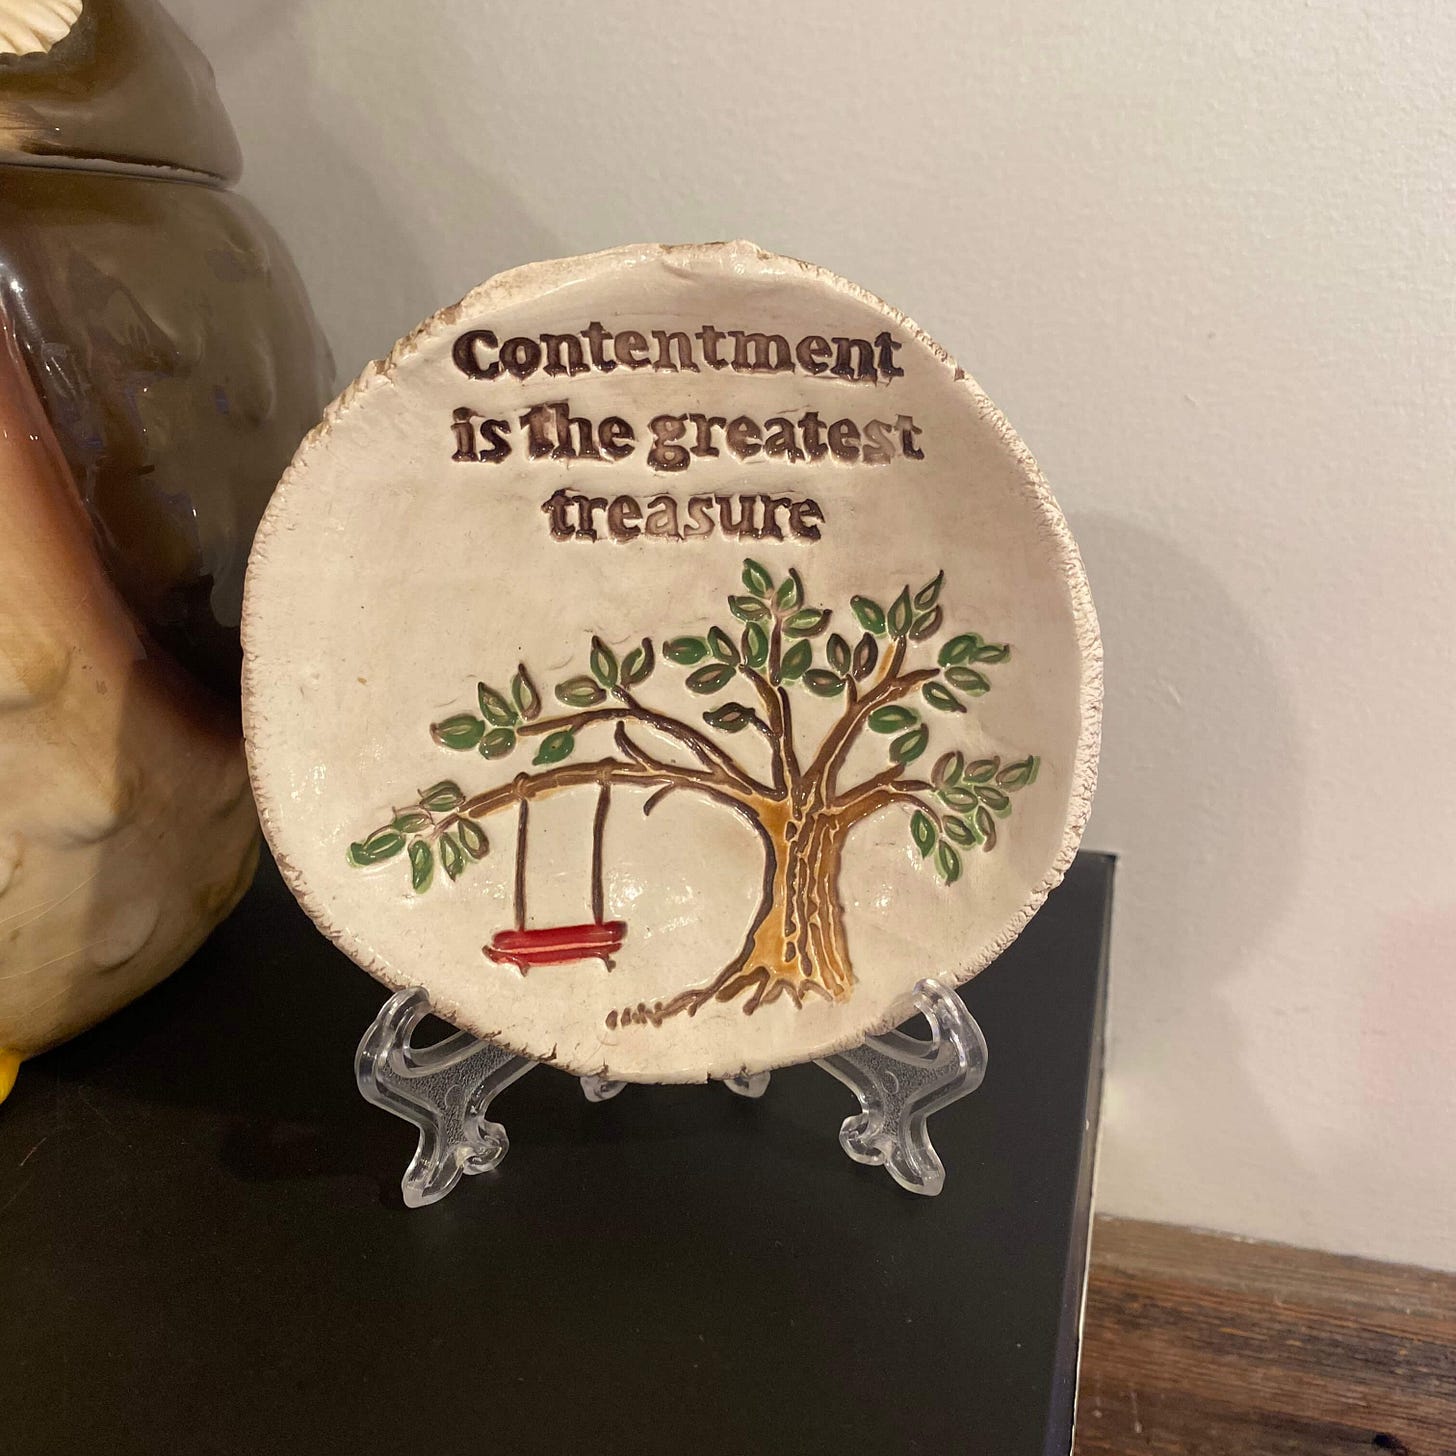 Contentment
is the greatest
treasure